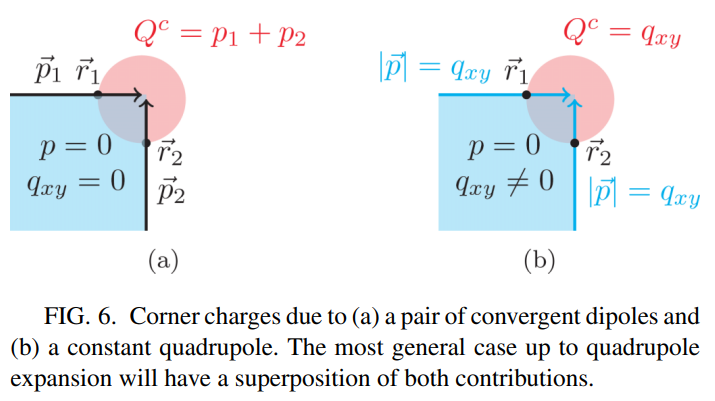 Q^c = p_1 + p_2
\vec{p}_1 \vec{r}_1
p = 0
q_{xy} = 0
\vec{r}_2
\vec{p}_2
(a)
Q^c = q_{xy}
|\vec{p}| = q_{xy} \vec{r}_1
p = 0
q_{xy} ≠ 0
\vec{r}_2
|\vec{p}| = q_{xy}
(b)
FIG. 6. Corner charges due to (a) a pair of convergent dipoles and
(b) a constant quadrupole. The most general case up to quadrupole
expansion will have a superposition of both contributions.